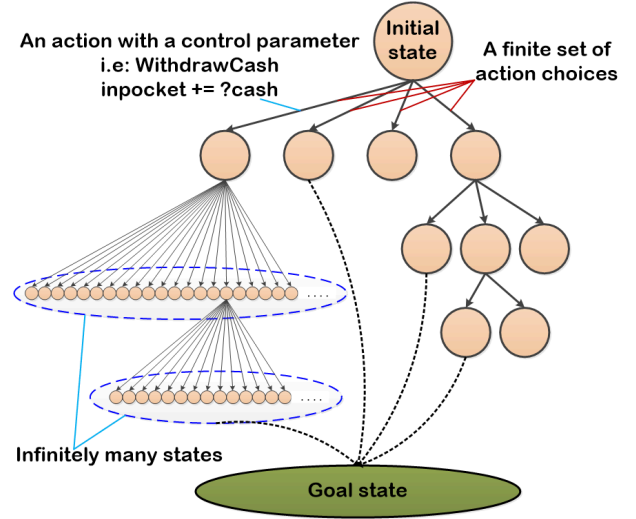 An action with a control parameter
i.e: WithdrawCash
inpocket += ?cash
Initial
state
A finite set of
action choices
. . . .
. . . .
Infinitely many states
Goal state